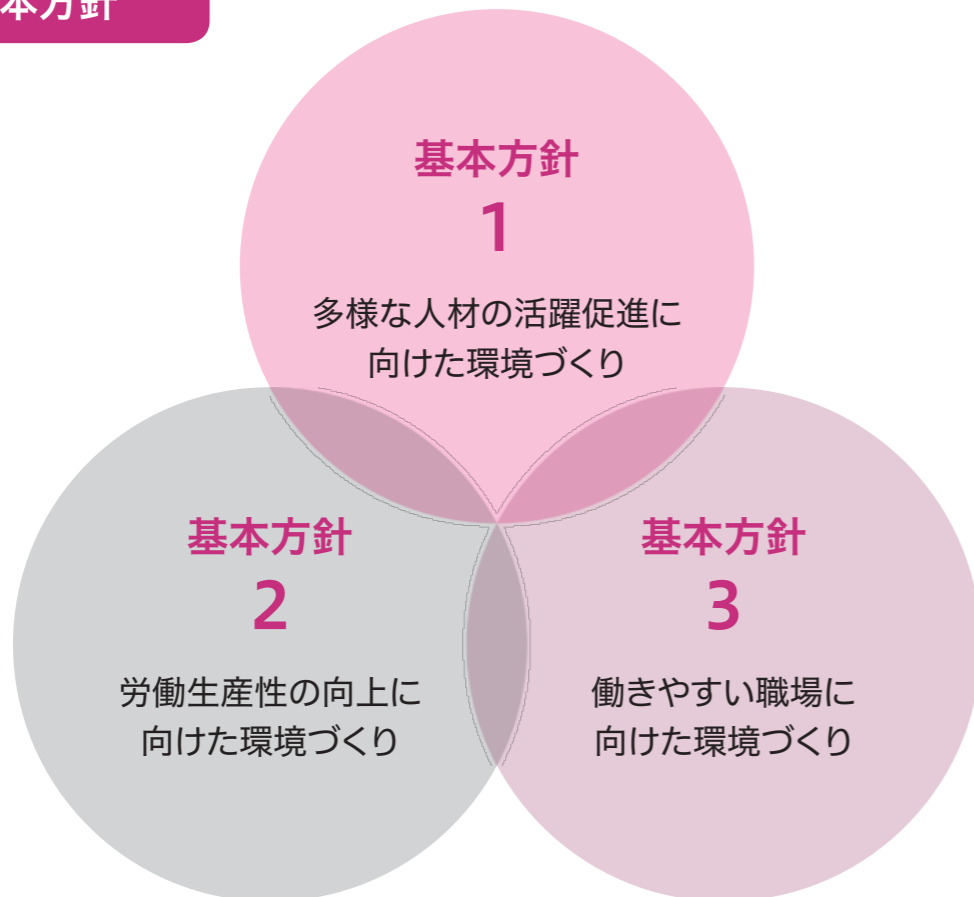 本方針
基本方針
1
多様な人材の活躍促進に
向けた環境づくり
基本方針
2
労働生産性の向上に
向けた環境づくり
基本方針
3
働きやすい職場に
向けた環境づくり